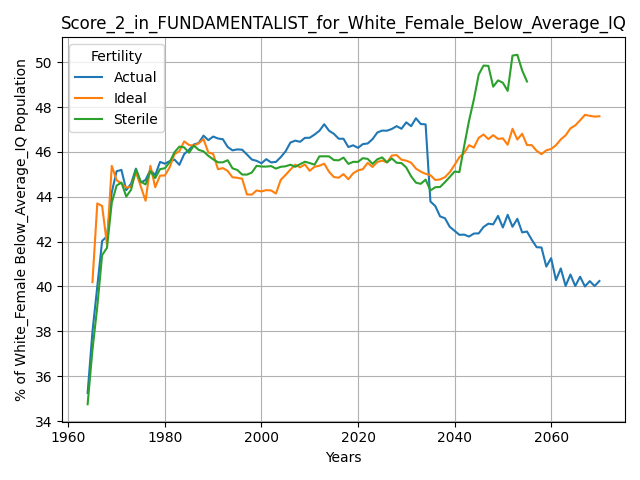 Score_2_in_FUNDAMENTALIST_for_White_Female_Below_Average_IQ
Fertility
Actual
Ideal
Sterile
% of White_Female Below_Average_IQ Population
50
48
46
44
42
40
38
36
34
1960
1980
2000
2020
2040
2060
Years